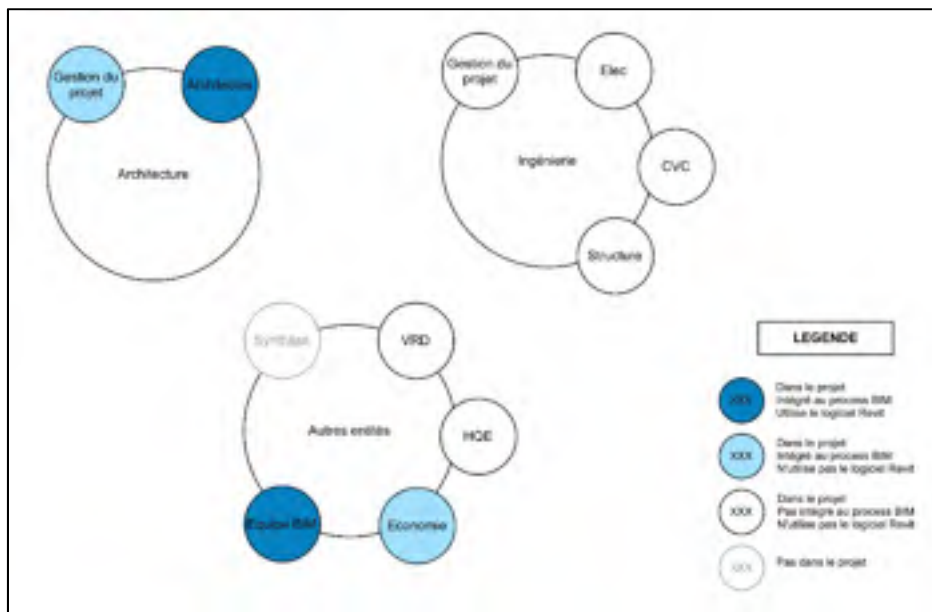 Gestion du
projet
Architectes
Architecture
Gestion du
projet
Elec
CVC
Ingénierie
Structure
Synthèse
VRD
HQE
Autres entités
Equipe BIM
Economie
LEGENDE
XXX
Dans le projet
Intégré au process BIM
Utilise le logiciel Revit
XXX
Dans le projet
Intégré au process BIM
N'utilise pas le logiciel Revit
XXX
Dans le projet
Pas intégré au process BIM
N'utilise pas le logiciel Revit
XXX
Pas dans le projet